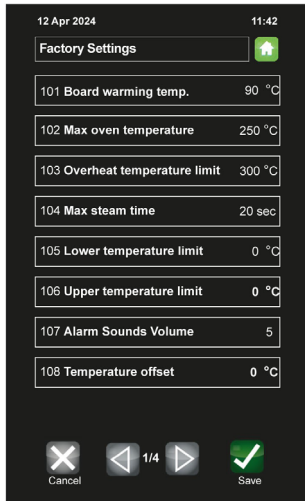 12 Apr 2024 11:42
Factory Settings
101 Board warming temp. 90 °C
102 Max oven temperature 250 °C
103 Overheat temperature limit 300 °C
104 Max steam time 20 sec
105 Lower temperature limit 0 °C
106 Upper temperature limit 0 °C
107 Alarm Sounds Volume 5
108 Temperature offset 0 °C
1/4
Cancel Save